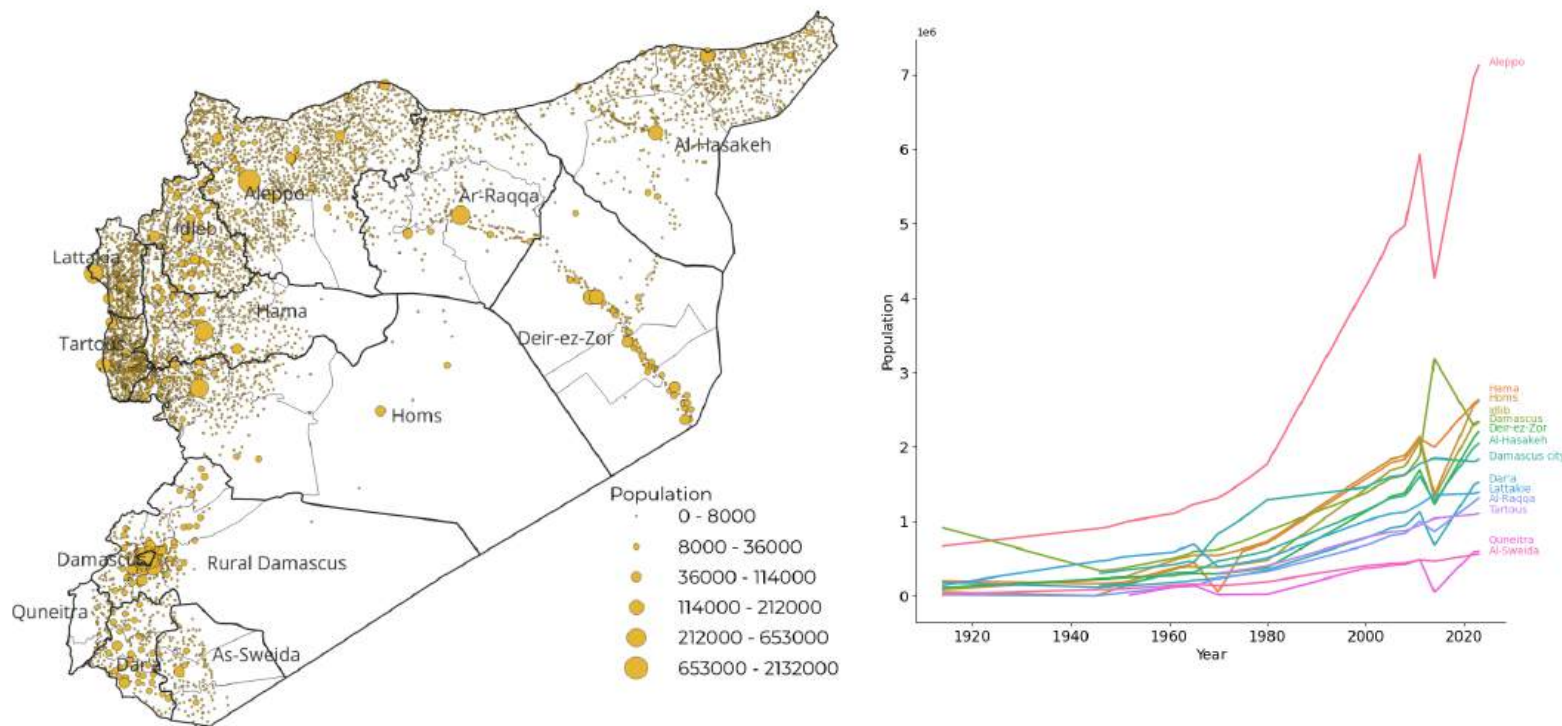 Al-Hasakeh
Aleppo
Ar-Raqqa
Idleb
Lattakia
Hama
Tartous
Deir-ez-Zor
Homs
Damascus
Rural Damascus
Quneitra
Dar'a
As-Sweida
Population
0 - 8000
8000 - 36000
36000 - 114000
114000 - 212000
212000 - 653000
653000 - 2132000
1e6
7
6
5
4
3
2
1
0
Population
1920
1940
1960
1980
2000
2020
Year
Aleppo
Hama
Homs
Idlib
Damascus
Deir-ez-Zor
Al-Hasakeh
Damascus city
Dar'a
Lattakie
Al-Raqqa
Tartous
Quneitra
Al-Sweida